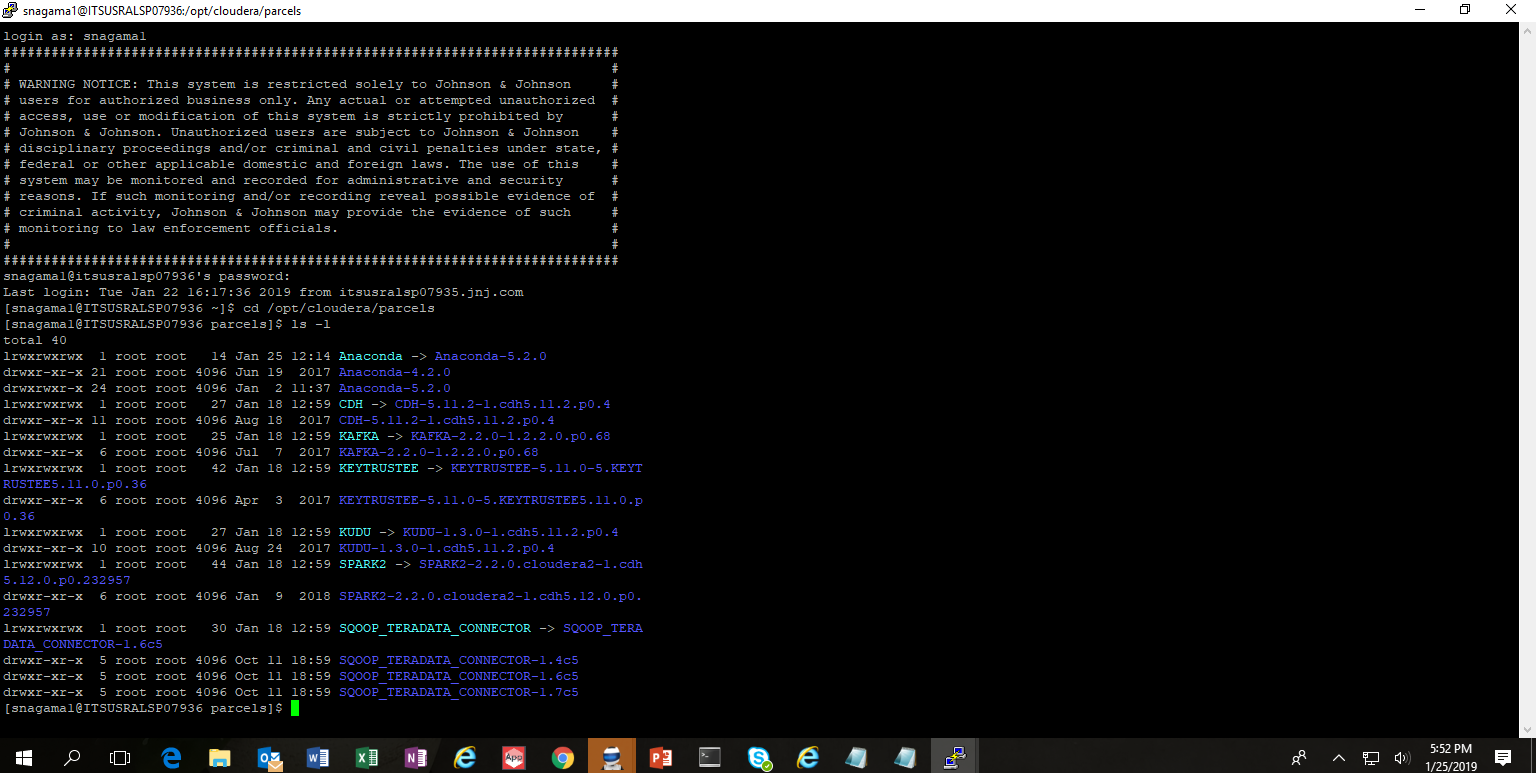 snagama1@ITSUSRALSP07936:/opt/cloudera/parcels
login as: snagama1
#############################################################################
#                                                                           #
# WARNING NOTICE: This system is restricted solely to Johnson & Johnson     #
# users for authorized business only. Any actual or attempted unauthorized  #
# access, use or modification of this system is strictly prohibited by      #
# Johnson & Johnson. Unauthorized users are subject to Johnson & Johnson    #
# disciplinary proceedings and/or criminal and civil penalties under state, #
# federal or other applicable domestic and foreign laws. The use of this    #
# system may be monitored and recorded for administrative and security      #
# reasons. If such monitoring and/or recording reveal possible evidence of  #
# criminal activity, Johnson & Johnson may provide the evidence of such     #
# monitoring to law enforcement officials.                                  #
#                                                                           #
#############################################################################
snagama1@itsusralsp07936's password:
Last login: Tue Jan 22 16:17:36 2019 from itsusralsp07935.jnj.com
[snagama1@ITSUSRALSP07936 ~]$ cd /opt/cloudera/parcels
[snagama1@ITSUSRALSP07936 parcels]$ ls -l
total 40
lrwxrwxrwx  1 root root   14 Jan 25 12:14 Anaconda -> Anaconda-5.2.0
drwxrwxr-x 21 root root 4096 Jun 19  2017 Anaconda-4.2.0
drwxrwxr-x 24 root root 4096 Jan  2 11:37 Anaconda-5.2.0
lrwxrwxrwx  1 root root   27 Jan 18 12:59 CDH -> CDH-5.11.2-1.cdh5.11.2.p0.4
drwxr-xr-x 11 root root 4096 Aug 18  2017 CDH-5.11.2-1.cdh5.11.2.p0.4
lrwxrwxrwx  1 root root   25 Jan 18 12:59 KAFKA -> KAFKA-2.2.0-1.2.2.0.p0.68
drwxr-xr-x  6 root root 4096 Jul  7  2017 KAFKA-2.2.0-1.2.2.0.p0.68
lrwxrwxrwx  1 root root   42 Jan 18 12:59 KEYTRUSTEE -> KEYTRUSTEE-5.11.0-5.KEYT
RUSTEE5.11.0.p0.36
drwxr-xr-x  6 root root 4096 Apr  3  2017 KEYTRUSTEE-5.11.0-5.KEYTRUSTEE5.11.0.p
0.36
lrwxrwxrwx  1 root root   27 Jan 18 12:59 KUDU -> KUDU-1.3.0-1.cdh5.11.2.p0.4
drwxr-xr-x 10 root root 4096 Aug 24  2017 KUDU-1.3.0-1.cdh5.11.2.p0.4
lrwxrwxrwx  1 root root   44 Jan 18 12:59 SPARK2 -> SPARK2-2.2.0.cloudera2-1.cdh
5.12.0.p0.232957
drwxr-xr-x  6 root root 4096 Jan  9  2018 SPARK2-2.2.0.cloudera2-1.cdh5.12.0.p0.
232957
lrwxrwxrwx  1 root root   30 Jan 18 12:59 SQOOP_TERADATA_CONNECTOR -> SQOOP_TERA
DATA_CONNECTOR-1.6c5
drwxr-xr-x  5 root root 4096 Oct 11 18:59 SQOOP_TERADATA_CONNECTOR-1.4c5
drwxr-xr-x  5 root root 4096 Oct 11 18:59 SQOOP_TERADATA_CONNECTOR-1.6c5
drwxr-xr-x  5 root root 4096 Oct 11 18:59 SQOOP_TERADATA_CONNECTOR-1.7c5
[snagama1@ITSUSRALSP07936 parcels]$
App
5:52 PM
1/25/2019